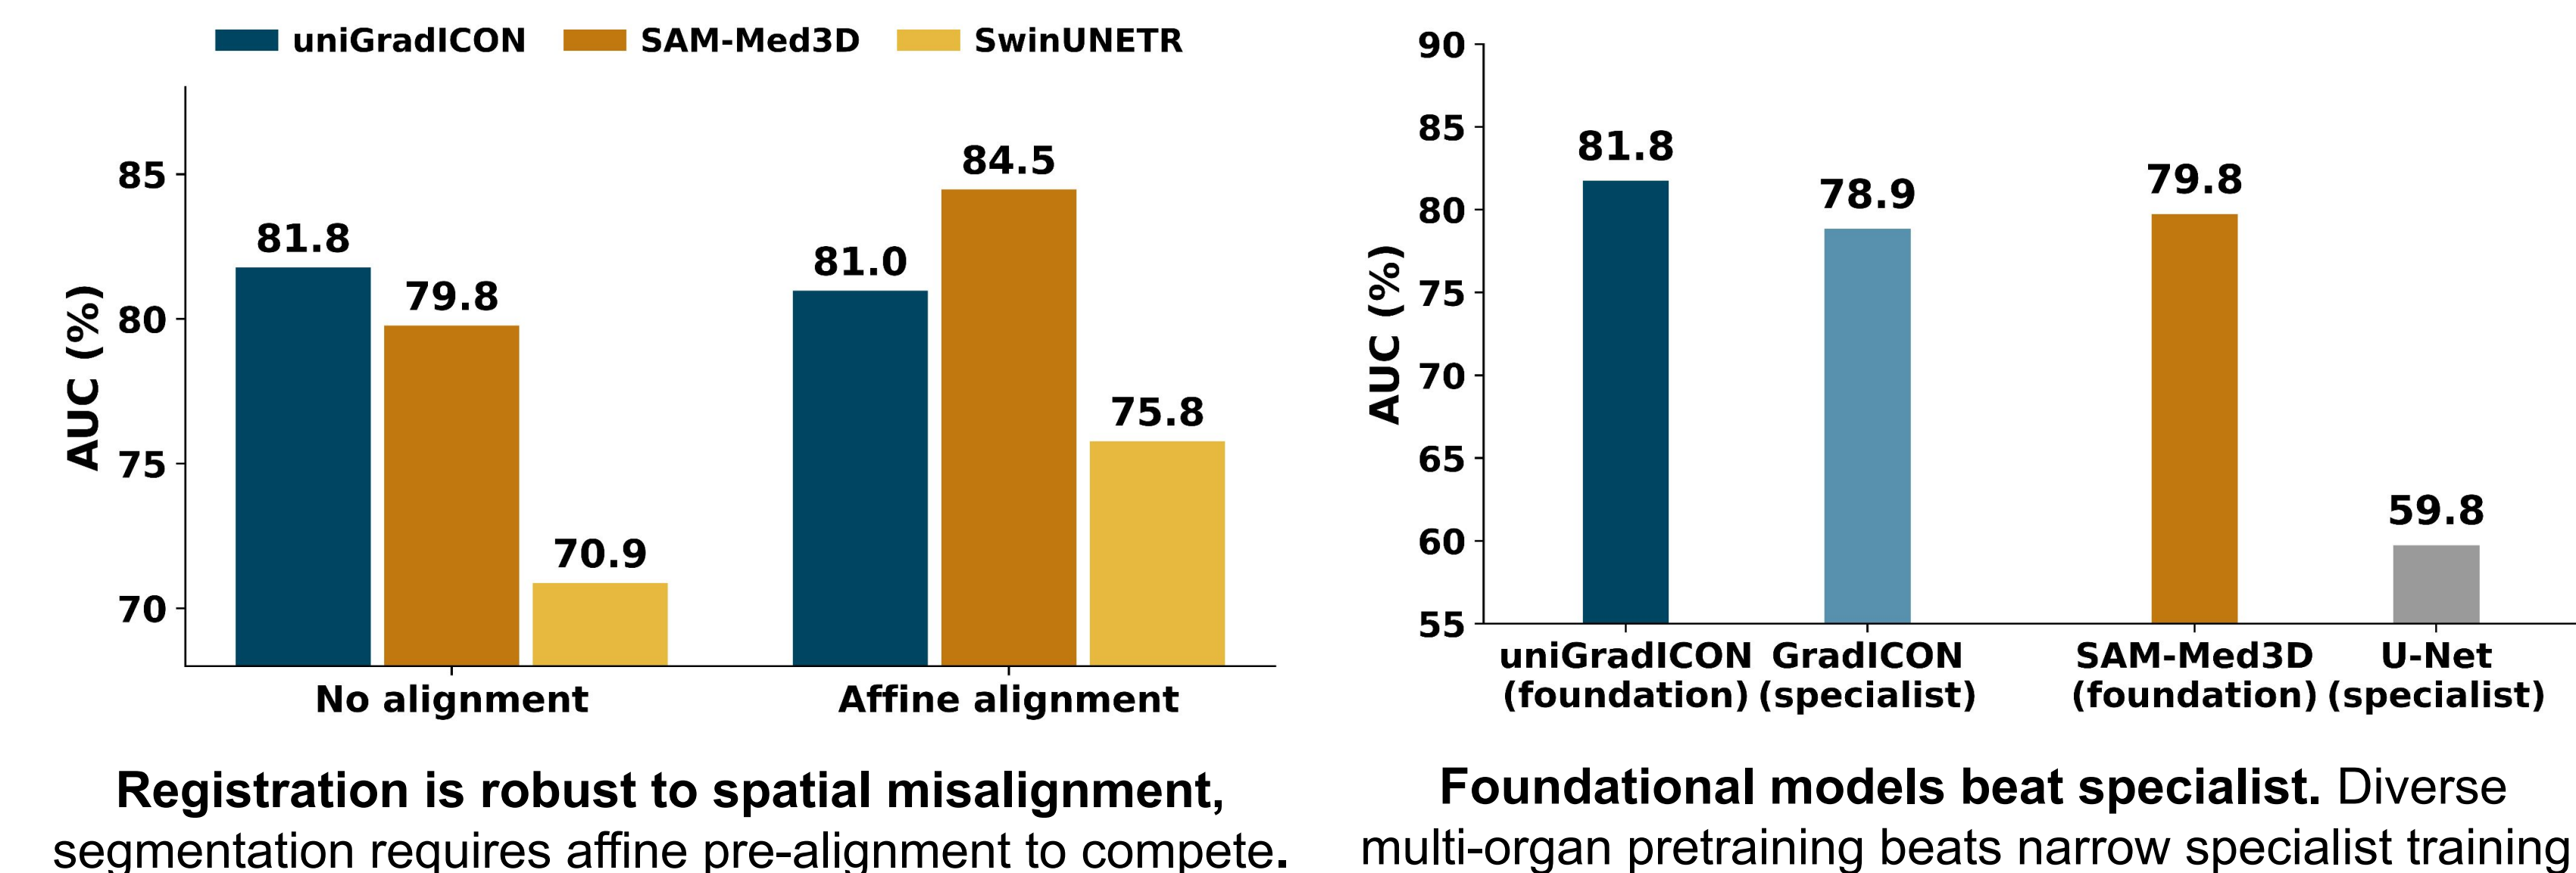 uniGradICON SAM-Med3D SwinUNETR
AUC (%)
85
80
75
70
81.8
79.8
70.9
81.0
84.5
75.8
No alignment Affine alignment
Registration is robust to spatial misalignment,
segmentation requires affine pre-alignment to compete.
AUC (%)
90
85
80
75
70
65
60
55
81.8
78.9
79.8
59.8
uniGradICON GradICON SAM-Med3D U-Net
(foundation) (specialist) (foundation) (specialist)
Foundational models beat specialist. Diverse
multi-organ pretraining beats narrow specialist training